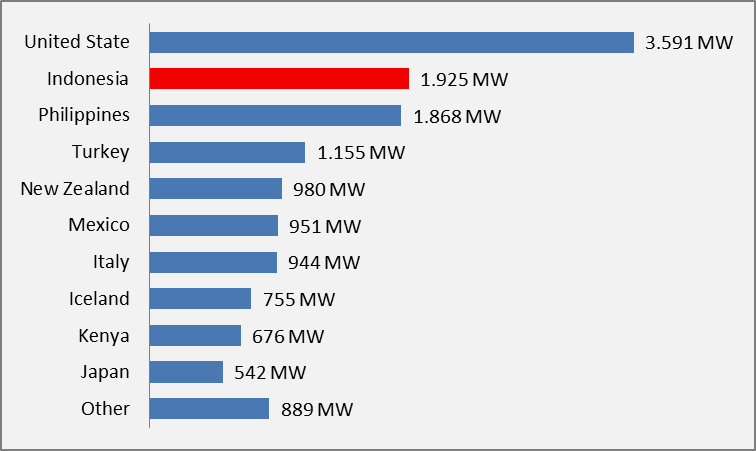 United State 3.591 MW
Indonesia 1.925 MW
Philippines 1.868 MW
Turkey 1.155 MW
New Zealand 980 MW
Mexico 951 MW
Italy 944 MW
Iceland 755 MW
Kenya 676 MW
Japan 542 MW
Other 889 MW